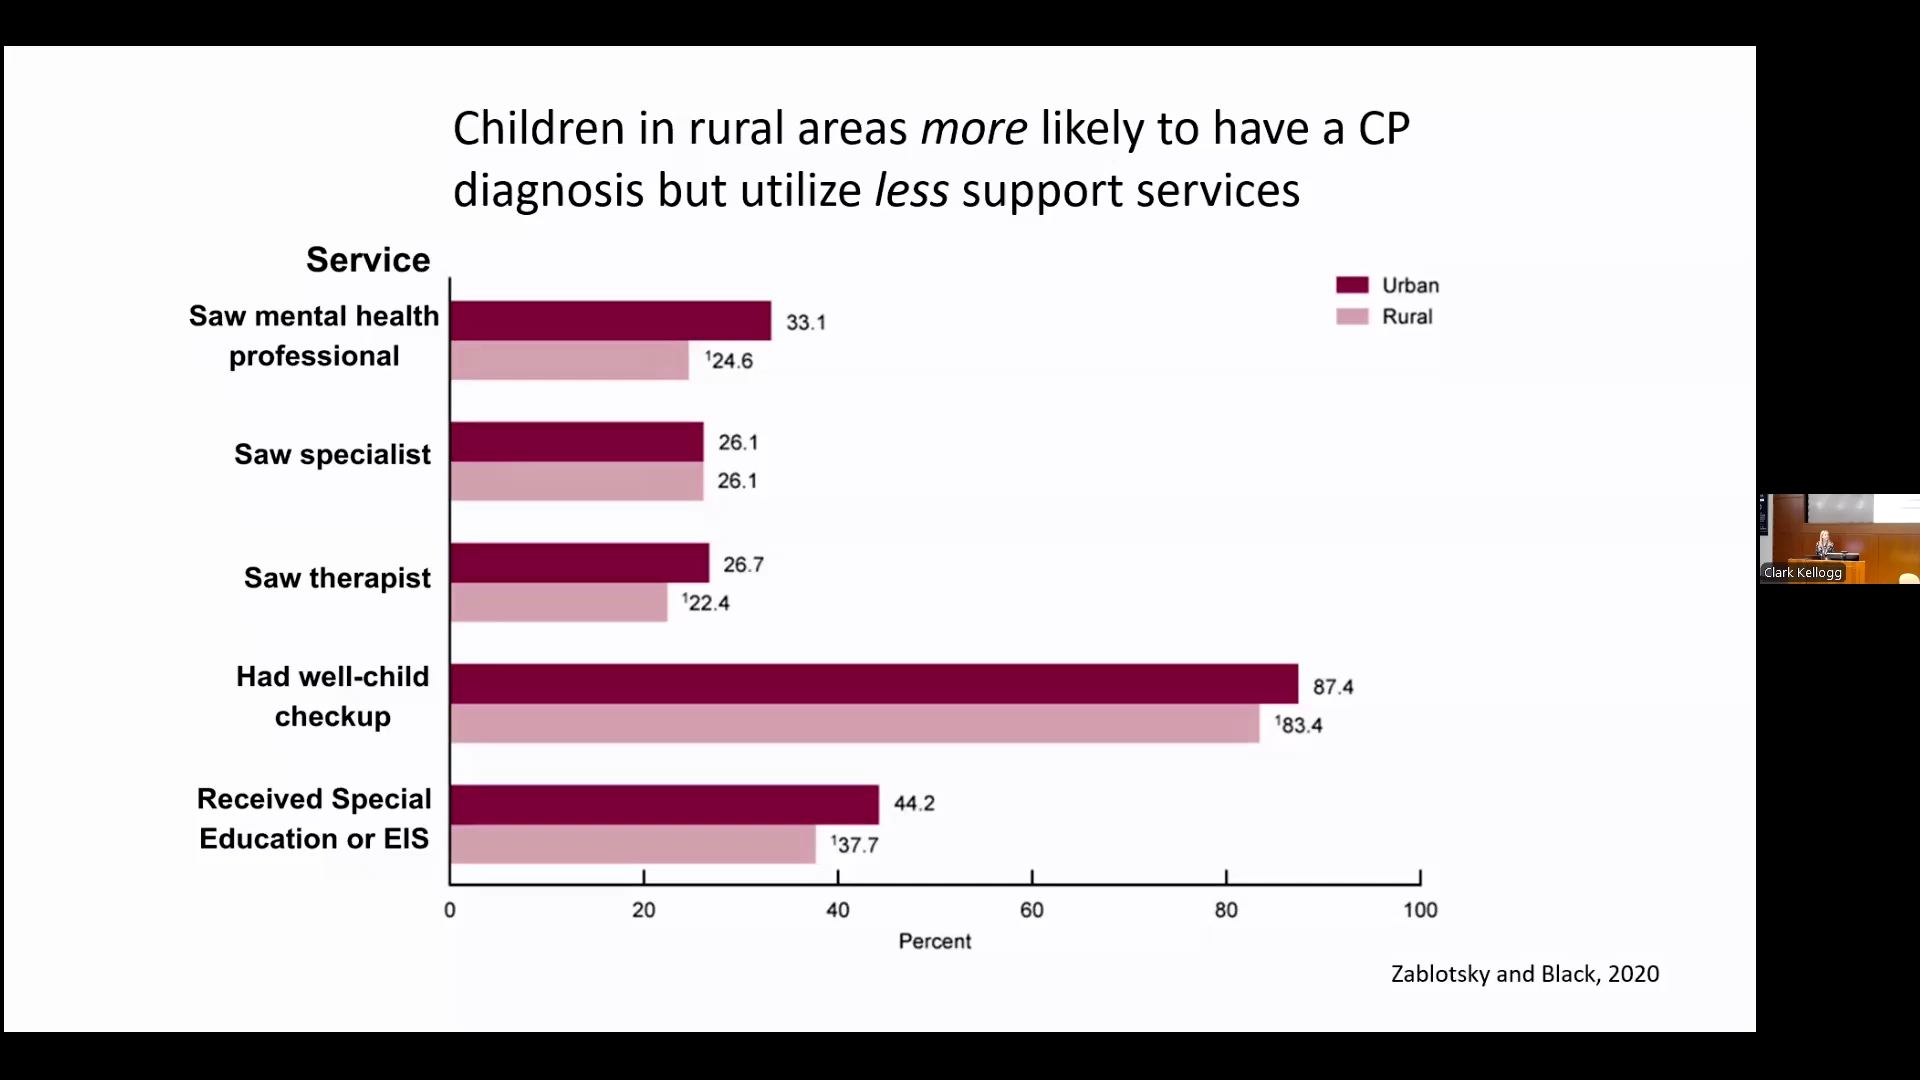 Children in rural areas more likely to have a CP
diagnosis but utilize less support services
Service
Urban
Rural
Saw mental health
professional
33.1
¹24.6
Saw specialist
26.1
26.1
Saw therapist
26.7
¹22.4
Had well-child
checkup
87.4
¹83.4
Received Special
Education or EIS
44.2
¹37.7
0 20 40 60 80 100
Percent
Zablotsky and Black, 2020
Clark Kellogg